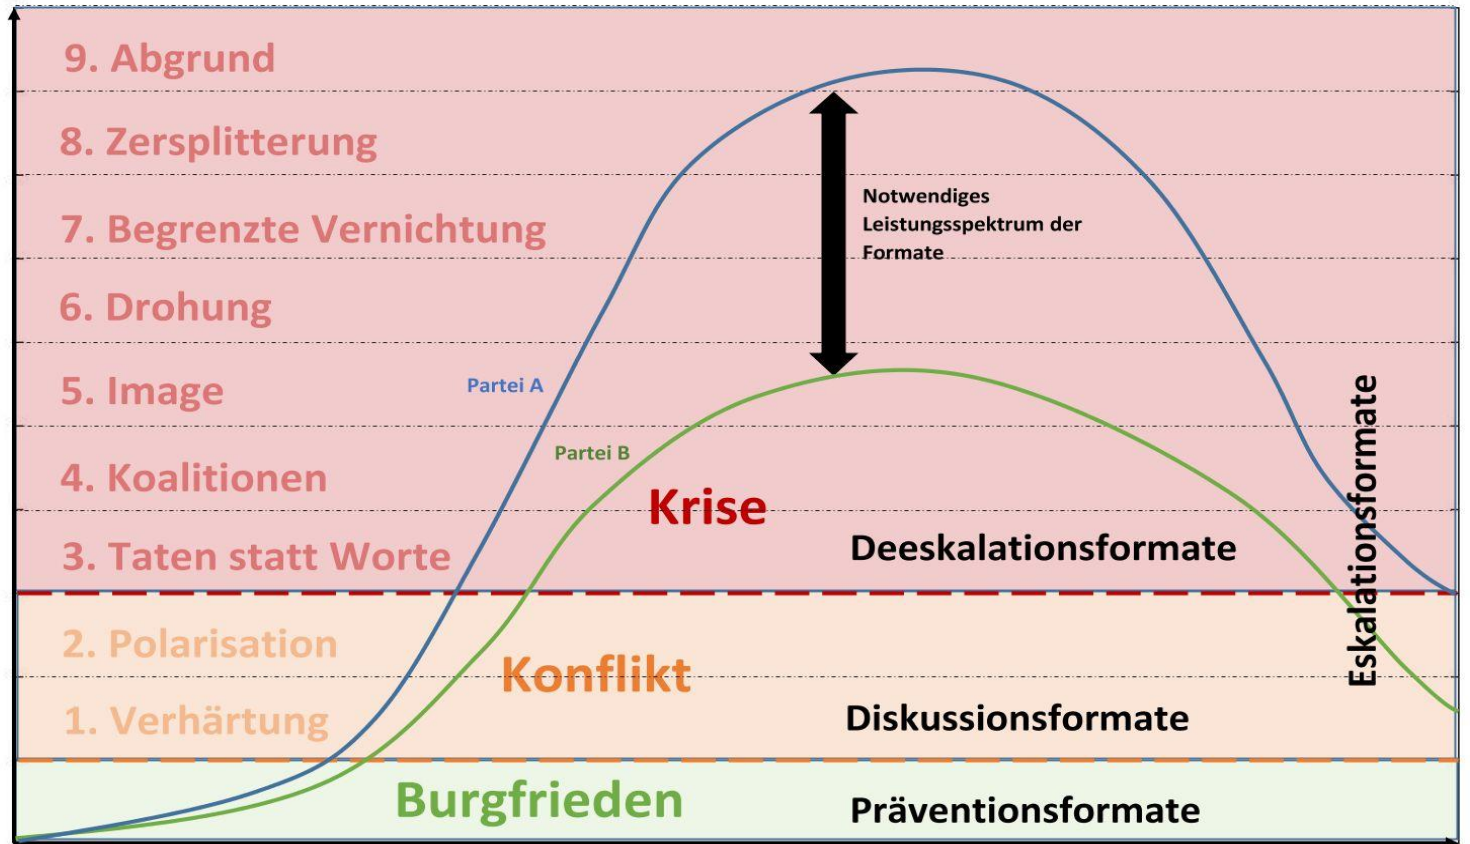 9. Abgrund
8. Zersplitterung
7. Begrenzte Vernichtung
6. Drohung
5. Image
4. Koalitionen
3. Taten statt Worte
2. Polarisation
1. Verhärtung
Notwendiges
Leistungsspektrum der
Formate
Partei A
Partei B
Krise
Deeskalationsformate
Eskalationsformate
Konflikt
Diskussionsformate
Burgfrieden
Präventionsformate